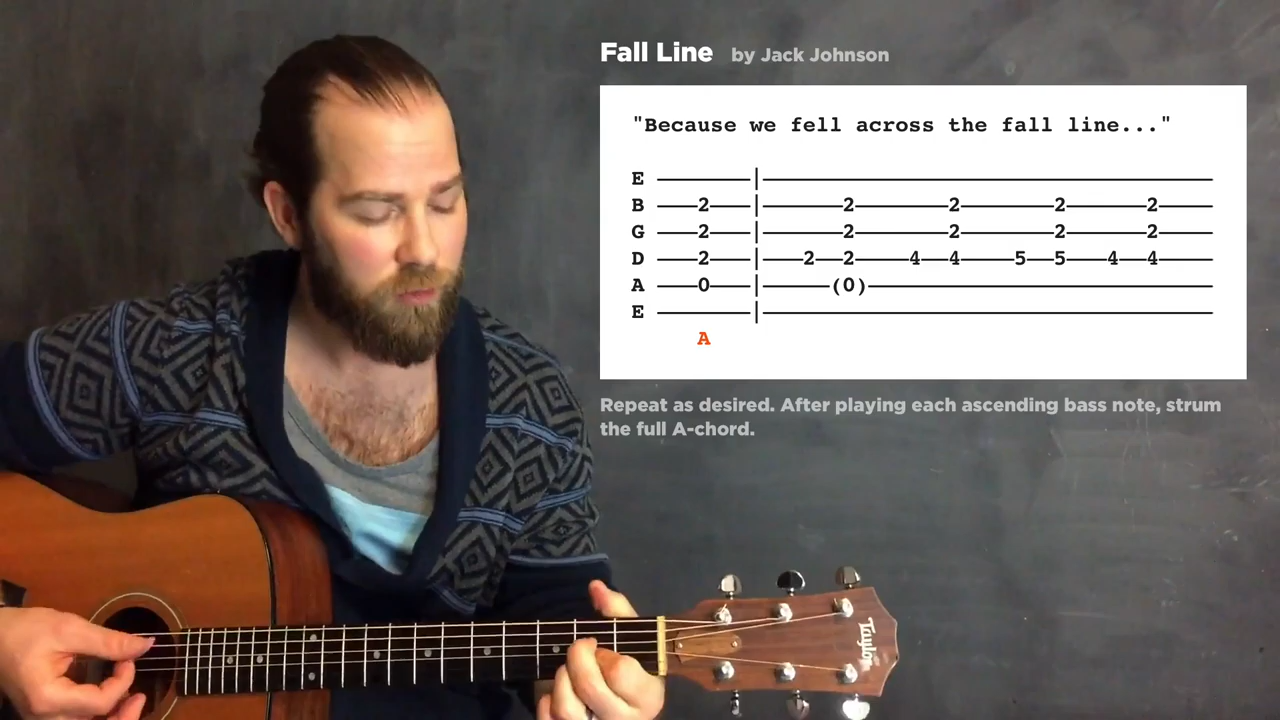 Fall Line by Jack Johnson
"Because we fell across the fall line..."
E ———————|———————————————————————————————————
B ———2———|———————2———————2———————2———————2————
G ———2———|———————2———————2———————2———————2————
D ———2———|————2——2————4——4————5——5————4——4————
A ———0———|——————(0)———————————————————————————
E ———————|———————————————————————————————————
A
Repeat as desired. After playing each ascending bass note, strum
the full A-chord.
Taylor